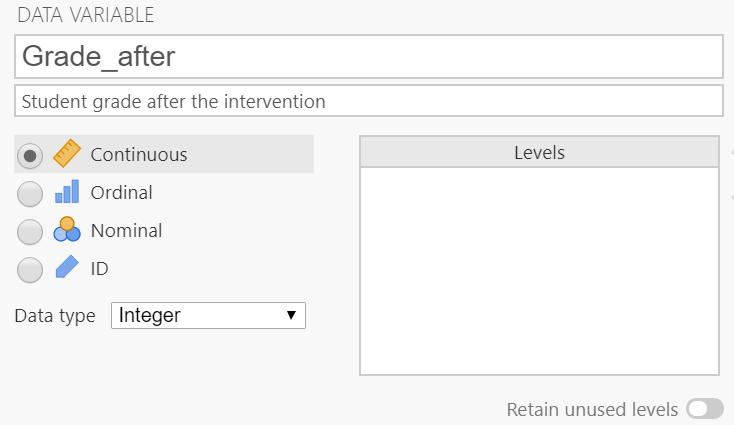 DATA VARIABLE
Grade_after
Student grade after the intervention
Continuous
Ordinal
Nominal
ID
Data type Integer
Levels
Retain unused levels